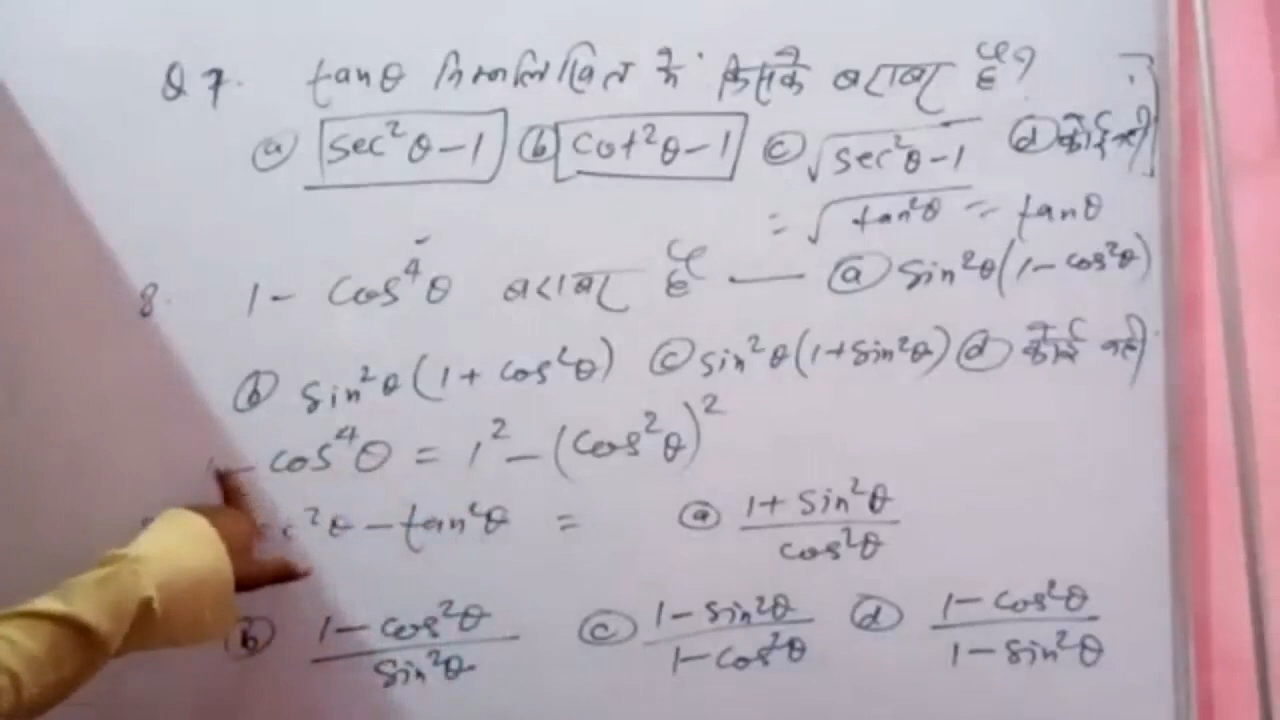 Q 7. tanθ निम्नलिखित में किसके बराबर है?
ⓐ sec²θ-1 ⓑ cot²θ-1 ⓒ √(sec²θ-1) ⓓ कोई नहीं
= √(tan²θ) = tanθ
8. 1 - cos⁴θ बराबर है — ⓐ sin²θ(1-cos²θ)
ⓑ sin²θ(1+cos²θ) ⓒ sin²θ(1+sin²θ) ⓓ कोई नहीं
- cos⁴θ = 1² - (cos²θ)²
c²θ - tan²θ = ⓐ (1+sin²θ)/(cos²θ)
ⓑ (1-cos²θ)/(sin²θ) ⓒ (1-sin²θ)/(1-cos²θ) ⓓ (1-cos²θ)/(1-sin²θ)